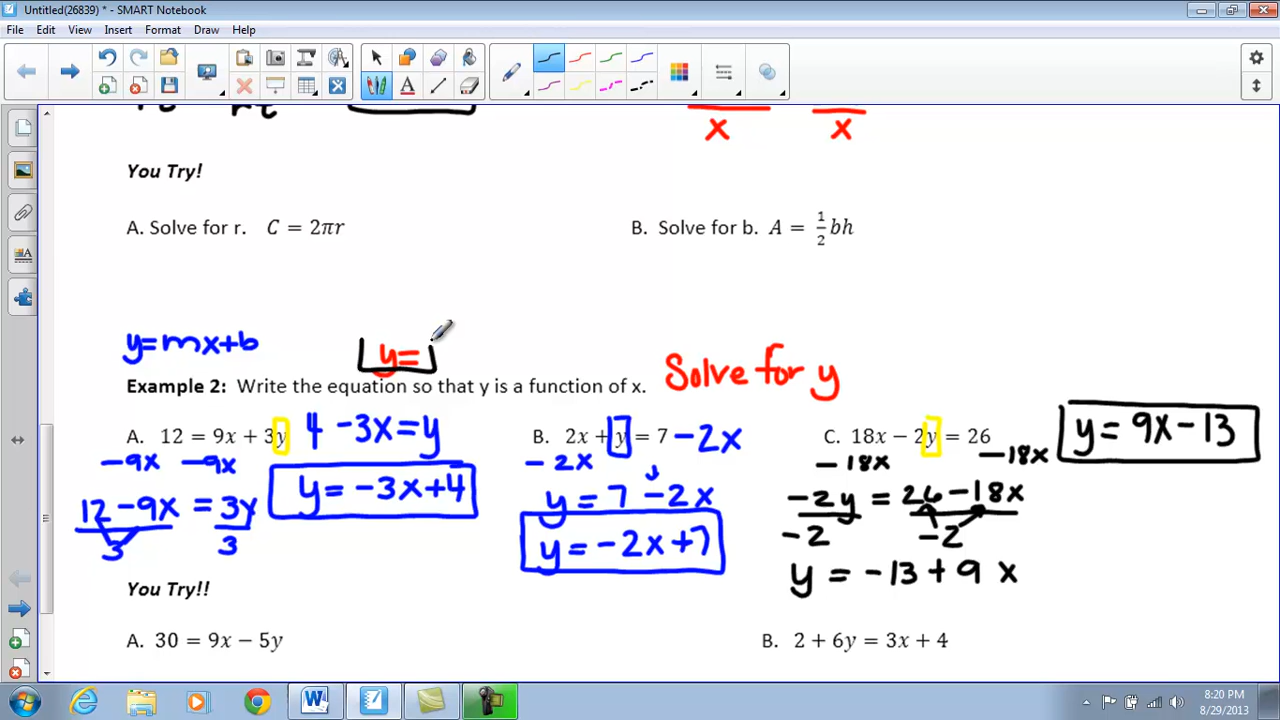 Untitled(26839) * - SMART Notebook
File Edit View Insert Format Draw Help
x x
You Try!
A. Solve for r. C = 2πr
B. Solve for b. A = 1/2 bh
y=mx+b
y=
Solve for y
Example 2: Write the equation so that y is a function of x.
A. 12 = 9x + 3y
-9x -9x
12 -9x = 3y
3 3
4 -3x=y
y= -3x+4
B. 2x + y = 7 -2x
-2x
y = 7 -2x
y = -2x+7
C. 18x − 2y = 26
-18x -18x
-2y = 26 -18x
-2 -2
y = -13 + 9x
y = 9x-13
You Try!!
A. 30 = 9x − 5y
B. 2 + 6y = 3x + 4
8:20 PM
8/29/2013